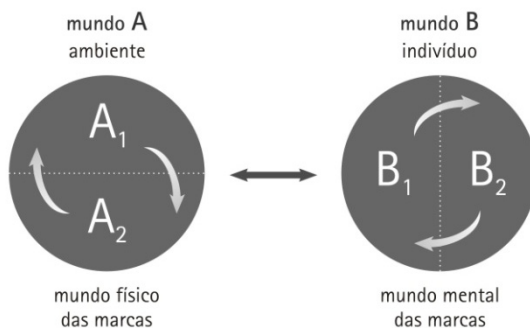 mundo A
ambiente
A1
A2
mundo físico
das marcas
mundo B
indivíduo
B1 B2
mundo mental
das marcas